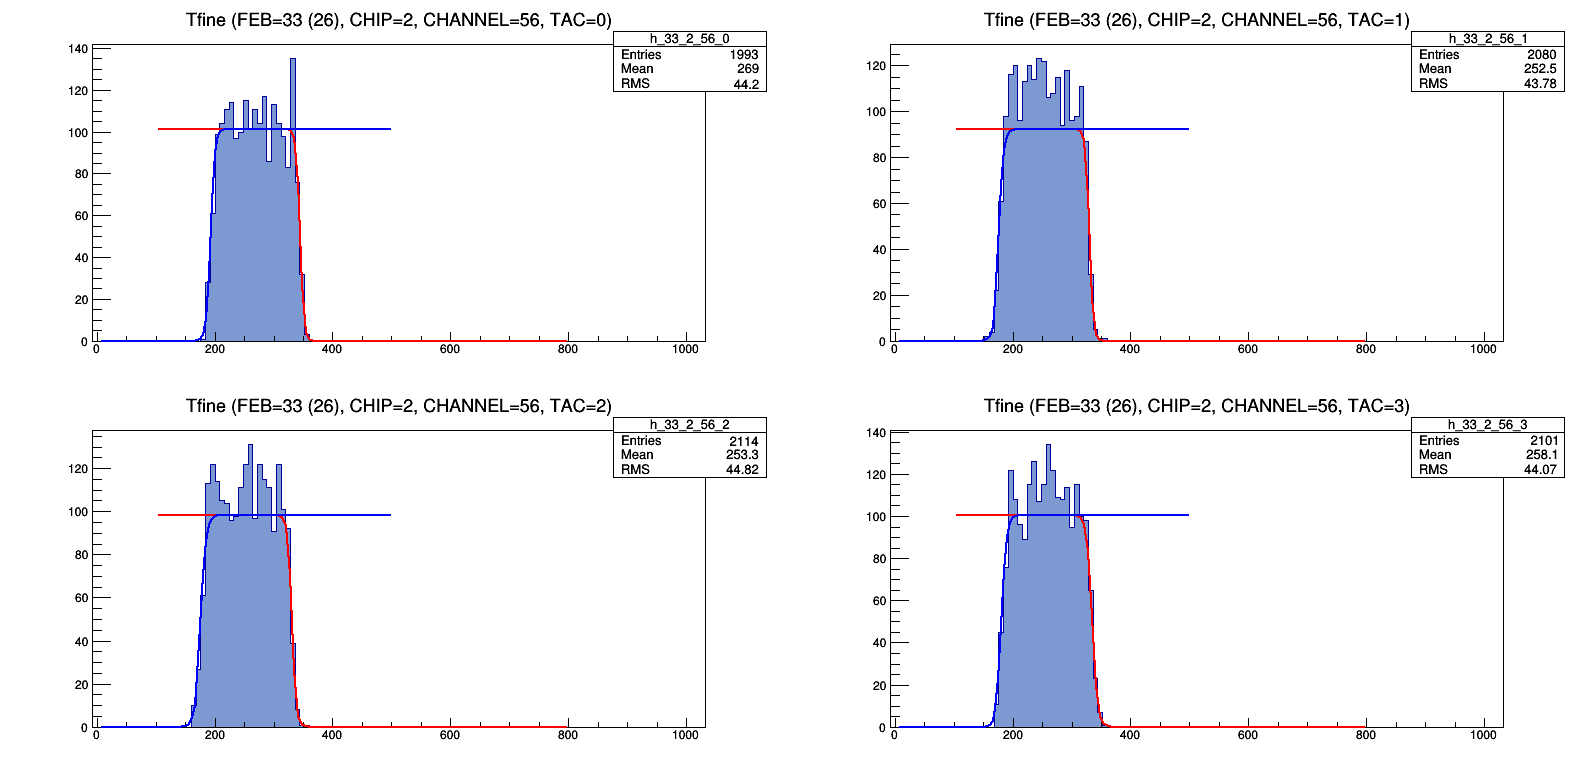 Tfine (FEB=33 (26), CHIP=2, CHANNEL=56, TAC=0)
h_33_2_56_0
Entries 1993
Mean 269
RMS 44.2
140
120
100
80
60
40
20
0
0 200 400 600 800 1000
Tfine (FEB=33 (26), CHIP=2, CHANNEL=56, TAC=1)
h_33_2_56_1
Entries 2080
Mean 252.5
RMS 43.78
120
100
80
60
40
20
0
0 200 400 600 800 1000
Tfine (FEB=33 (26), CHIP=2, CHANNEL=56, TAC=2)
h_33_2_56_2
Entries 2114
Mean 253.3
RMS 44.82
120
100
80
60
40
20
0
0 200 400 600 800 1000
Tfine (FEB=33 (26), CHIP=2, CHANNEL=56, TAC=3)
h_33_2_56_3
Entries 2101
Mean 258.1
RMS 44.07
140
120
100
80
60
40
20
0
0 200 400 600 800 1000